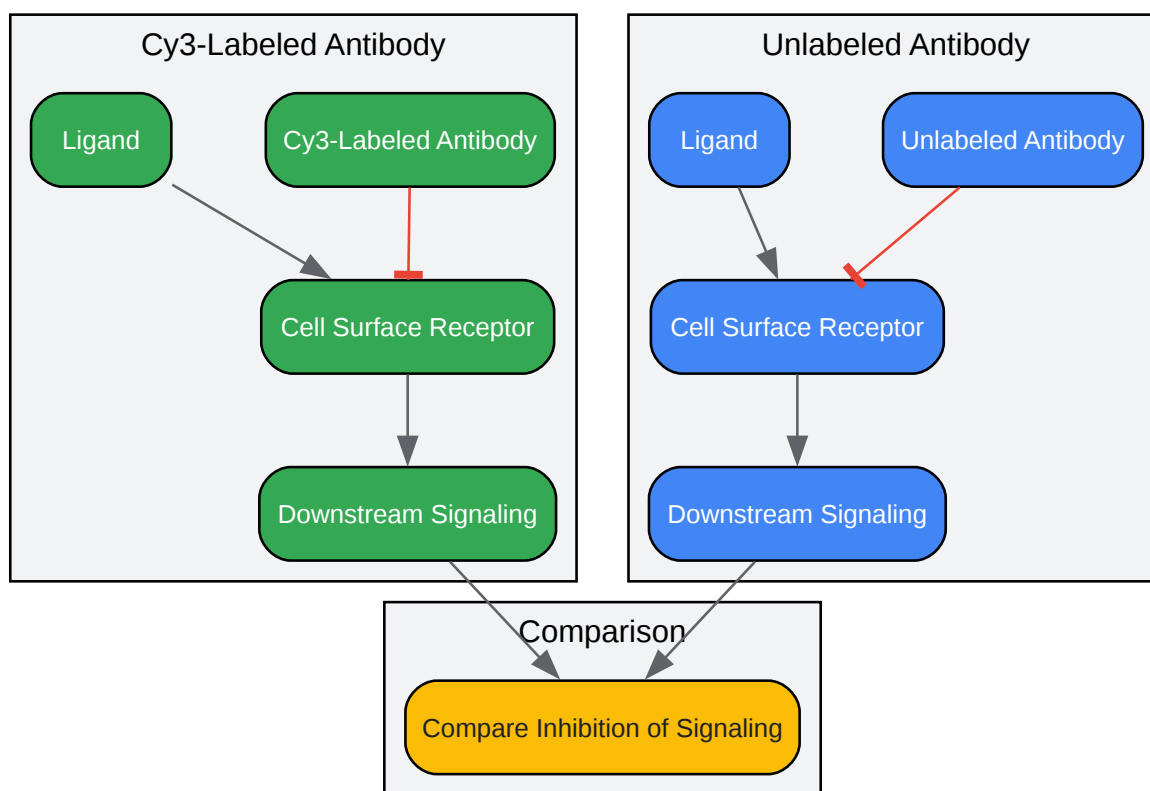 Cy3-Labeled Antibody
Ligand
Cy3-Labeled Antibody
Cell Surface Receptor
Downstream Signaling
Unlabeled Antibody
Ligand
Unlabeled Antibody
Cell Surface Receptor
Downstream Signaling
Comparison
Compare Inhibition of Signaling